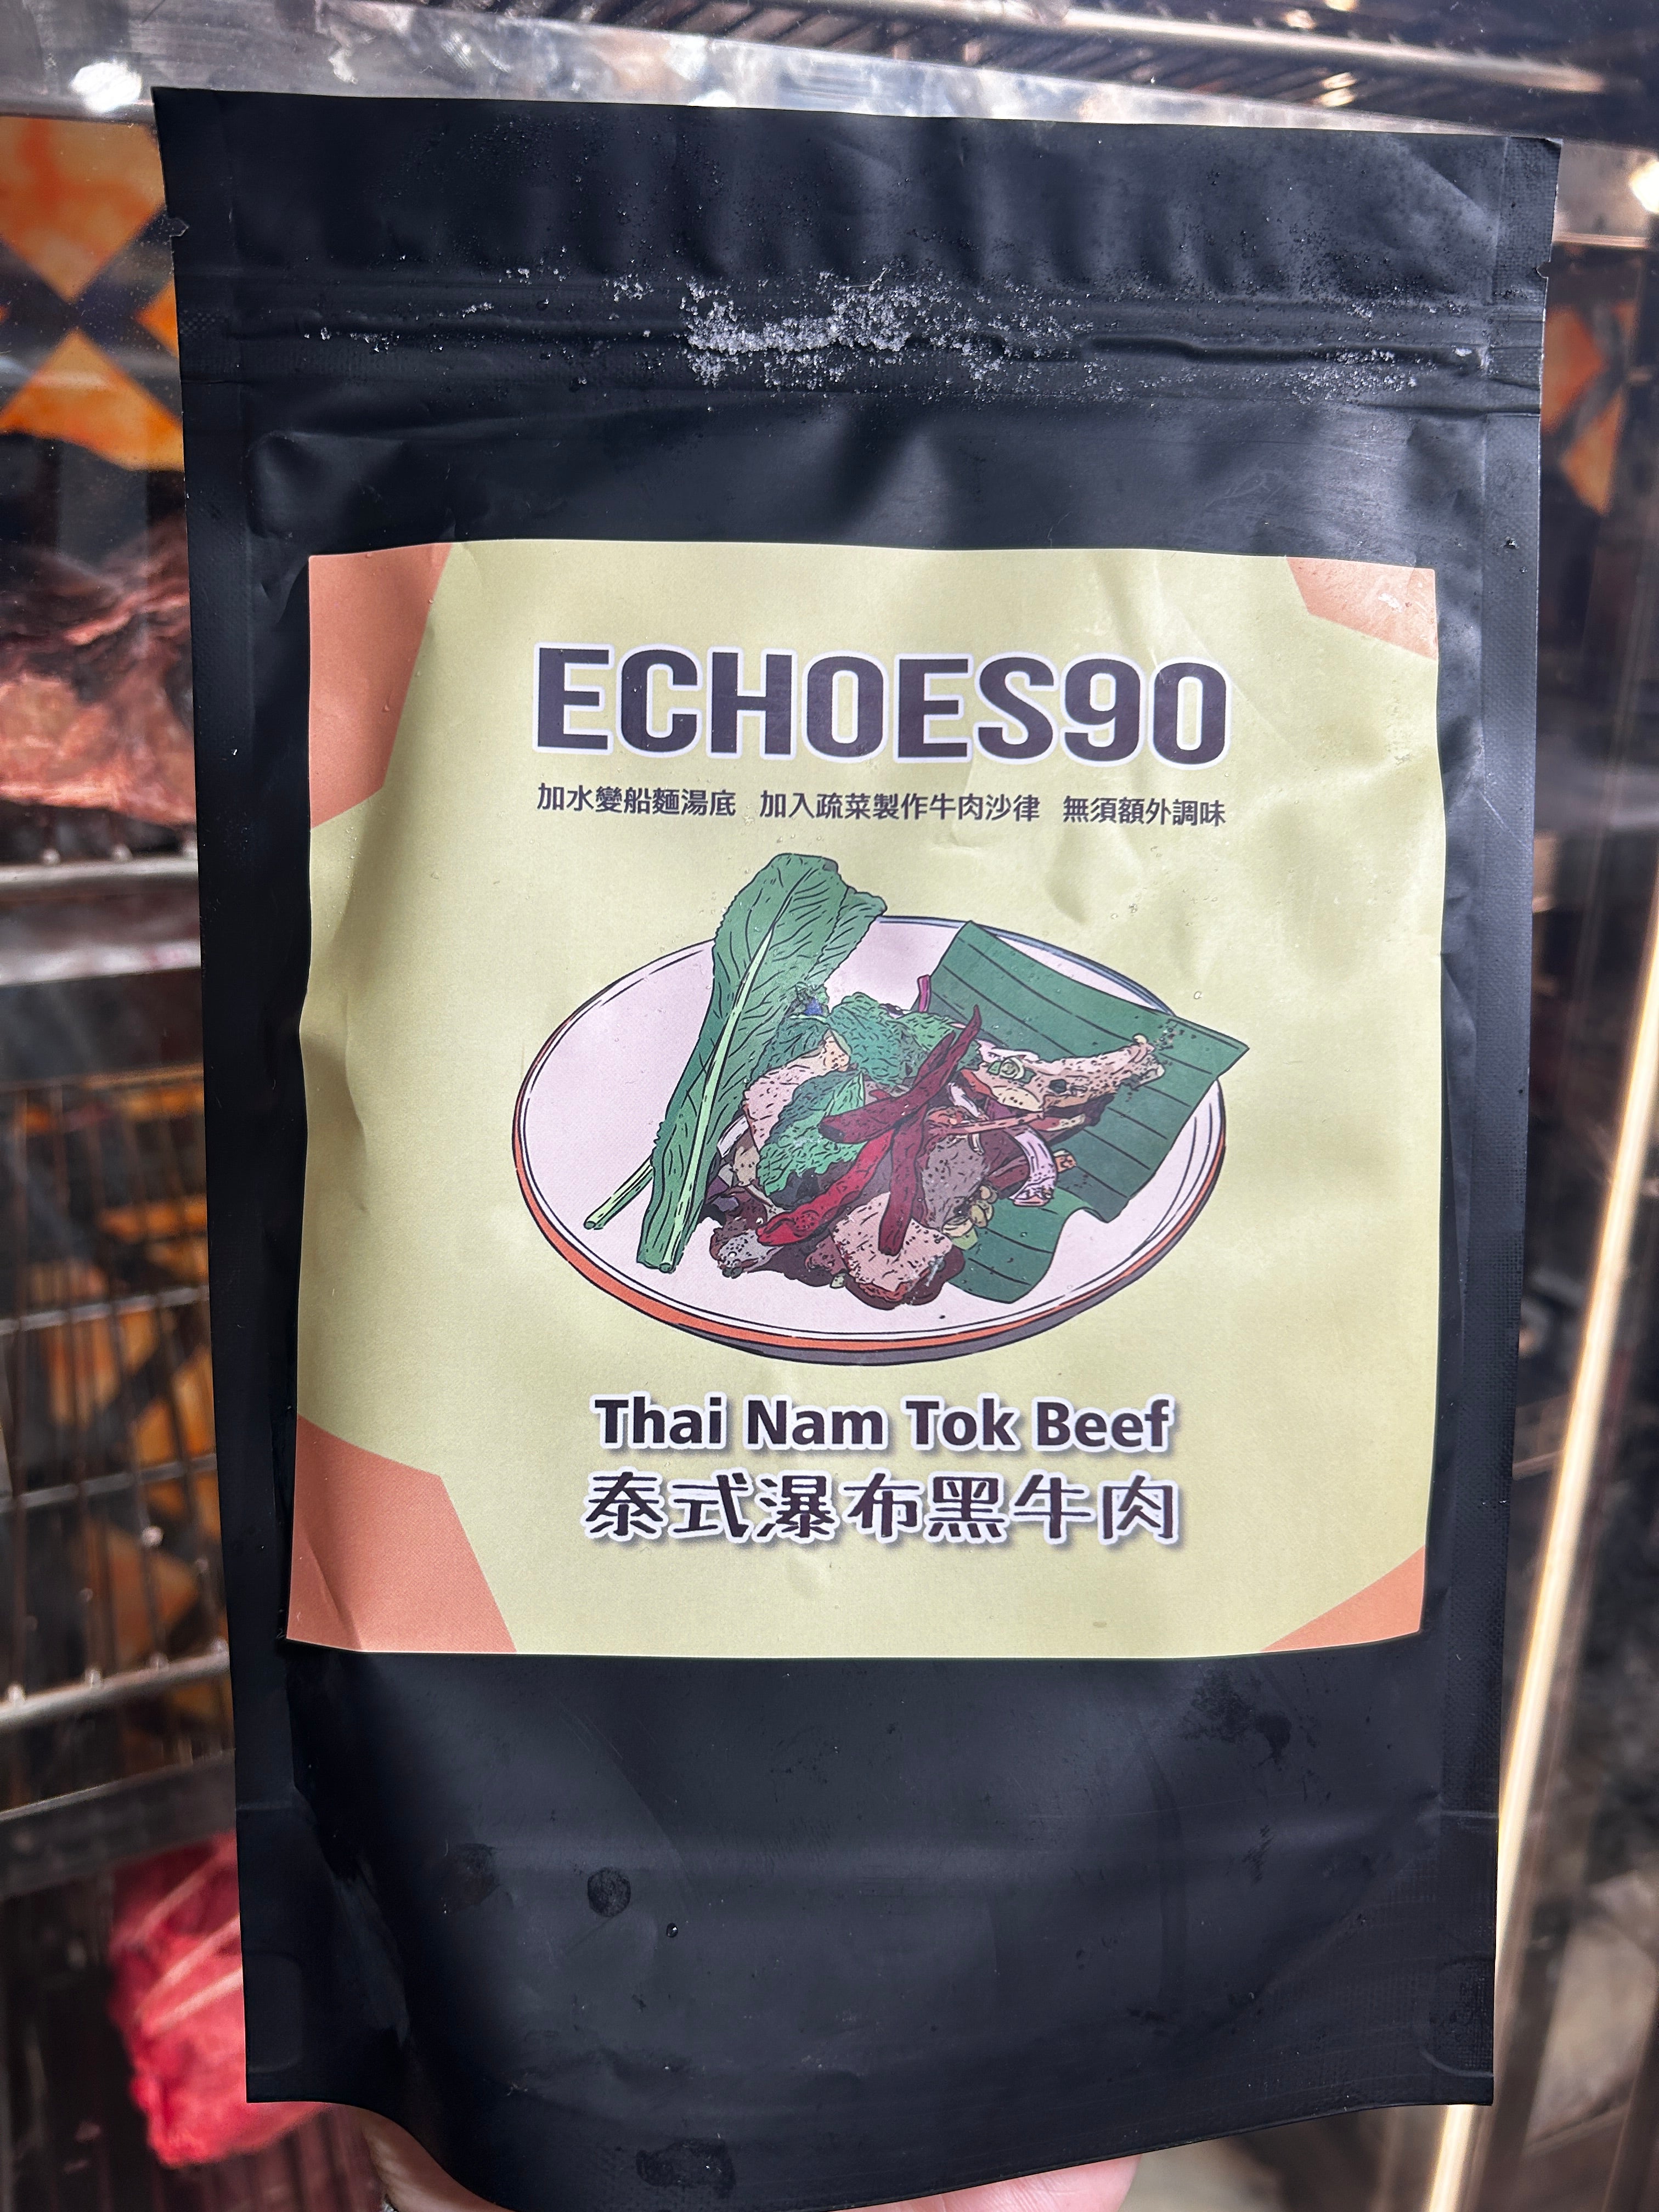 ECHOES90
加水變船麵湯底 加入疏菜製作牛肉沙律 無須額外調味
Thai Nam Tok Beef
泰式瀑布黑牛肉